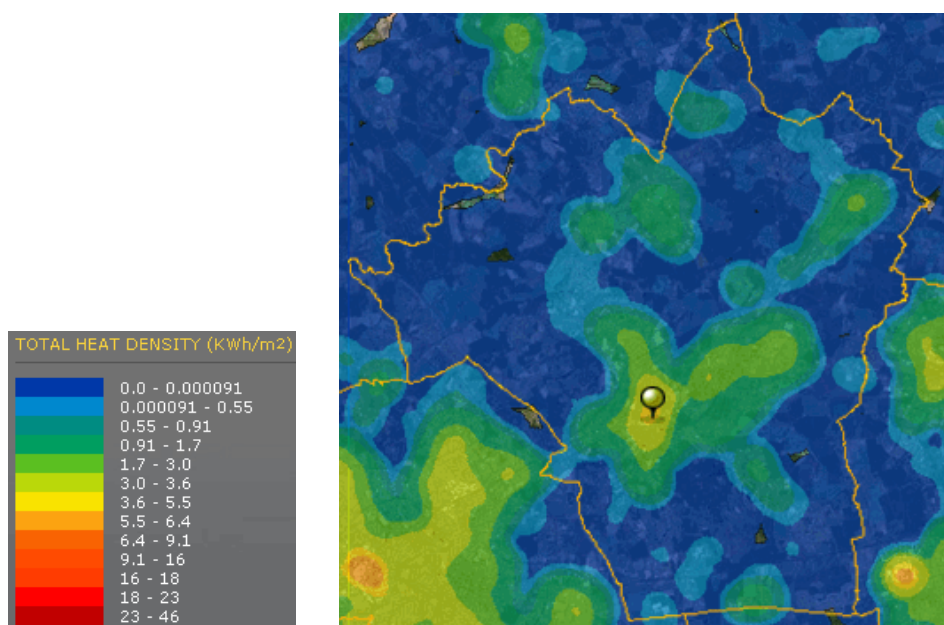 TOTAL HEAT DENSITY (KWh/m2)
0.0 - 0.000091
0.000091 - 0.55
0.55 - 0.91
0.91 - 1.7
1.7 - 3.0
3.0 - 3.6
3.6 - 5.5
5.5 - 6.4
6.4 - 9.1
9.1 - 16
16 - 18
18 - 23
23 - 46